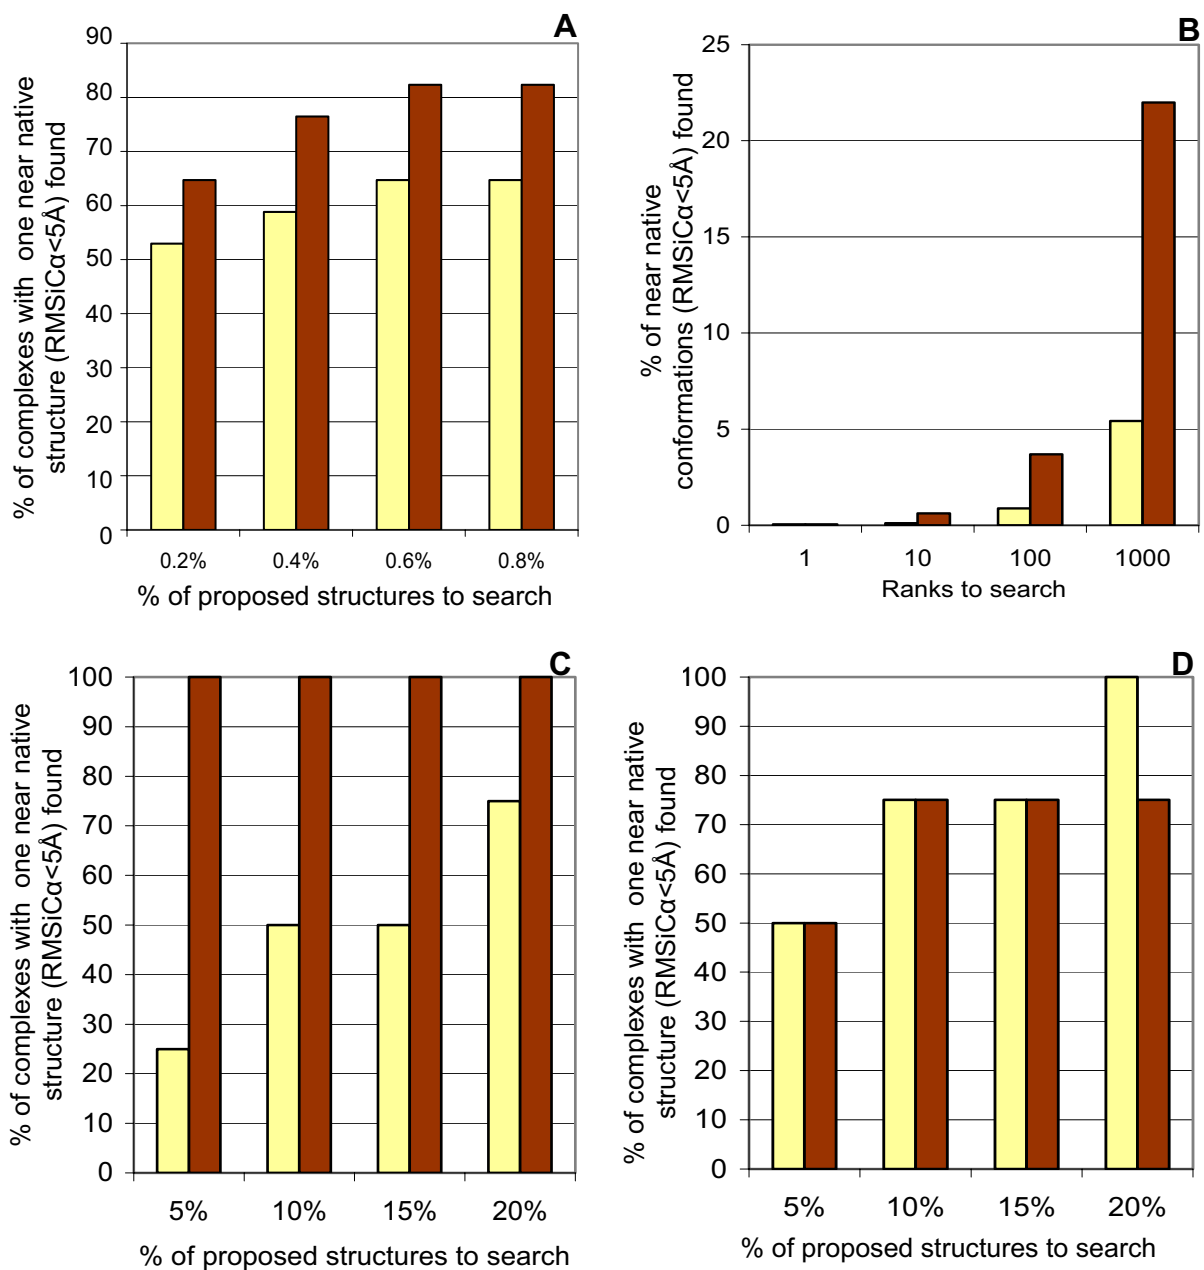 A
% of complexes with  one near native
structure (RMSiCα<5Å) found
90
80
70
60
50
40
30
20
10
0
0.2% 0.4% 0.6% 0.8%
% of proposed structures to search
B
% of near native
conformations (RMSiCα<5Å) found
25
20
15
10
5
0
1 10 100 1000
Ranks to search
C
% of complexes with  one near native
structure (RMSiCα<5Å) found
100
90
80
70
60
50
40
30
20
10
0
5% 10% 15% 20%
% of proposed structures to search
D
% of complexes with  one near native
structure (RMSiCα<5Å) found
100
90
80
70
60
50
40
30
20
10
0
5% 10% 15% 20%
% of proposed structures to search